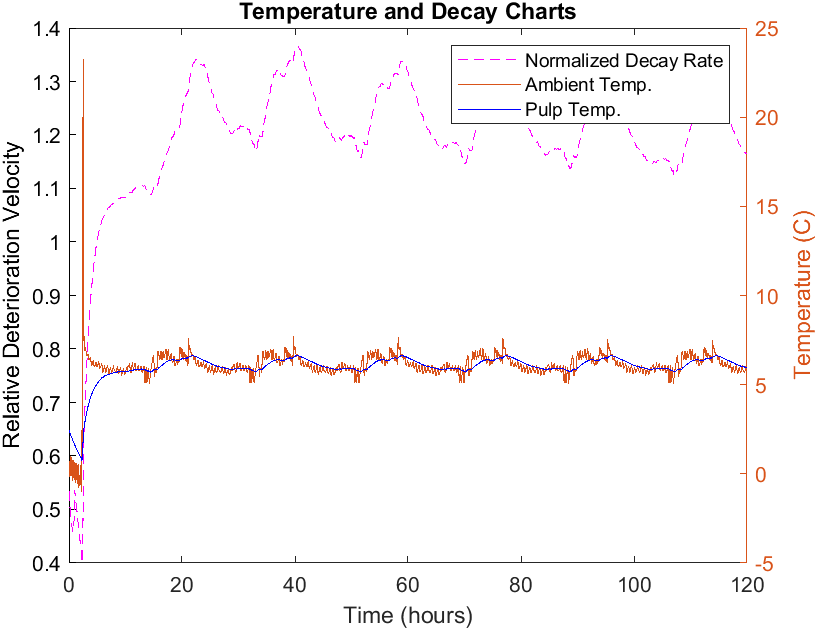 Temperature and Decay Charts
1.4
1.3
1.2
1.1
1
0.9
0.8
0.7
0.6
0.5
0.4
Relative Deterioration Velocity
Normalized Decay Rate
Ambient Temp.
Pulp Temp.
25
20
15
10
5
0
-5
Temperature (C)
0 20 40 60 80 100 120
Time (hours)